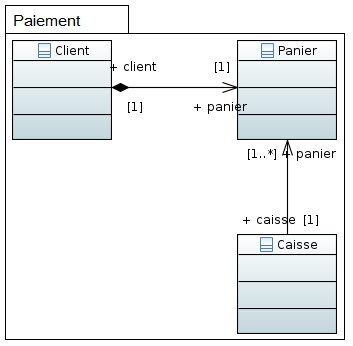 Paiement
Client
Panier
+ client
[1]
[1]
+ panier
[1..*]
+ panier
+ caisse
[1]
Caisse